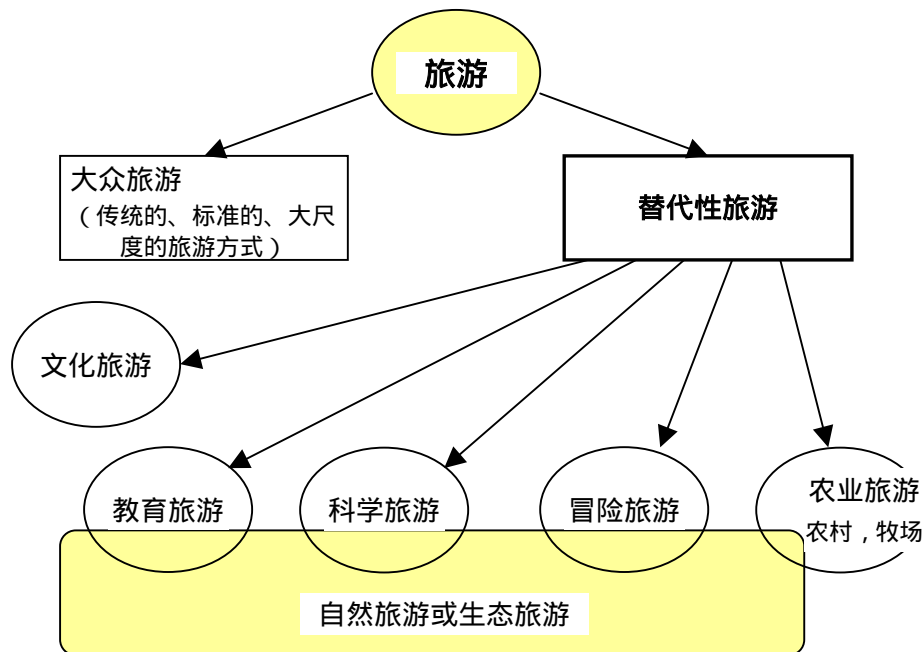 旅游
大众旅游
（传统的、标准的、大尺
度的旅游方式）
替代性旅游
文化旅游
教育旅游
科学旅游
冒险旅游
农业旅游
农村，牧场
自然旅游或生态旅游